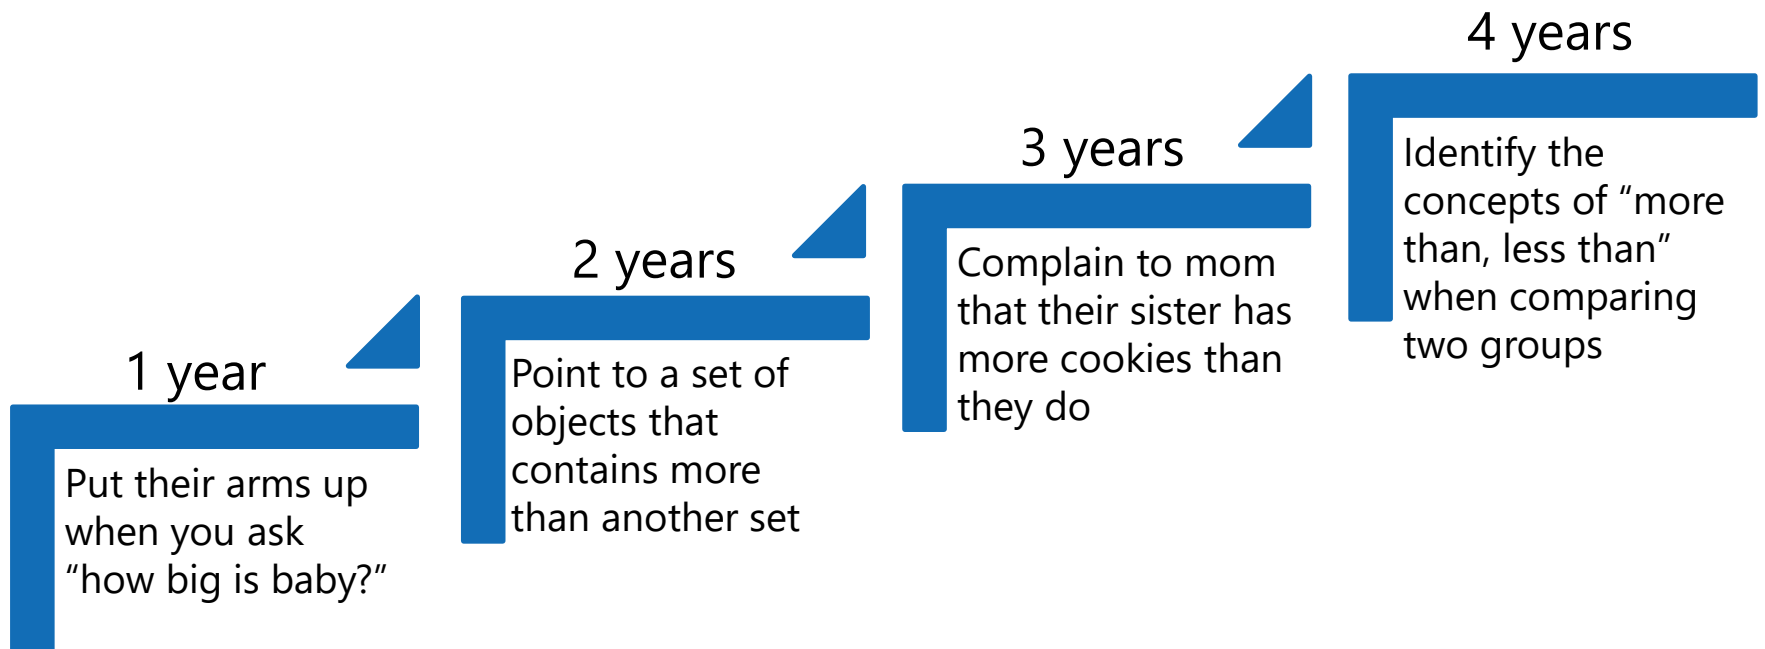 1 year
Put their arms up
when you ask
“how big is baby?”
2 years
Point to a set of
objects that
contains more
than another set
3 years
Complain to mom
that their sister has
more cookies than
they do
4 years
Identify the
concepts of “more
than, less than”
when comparing
two groups